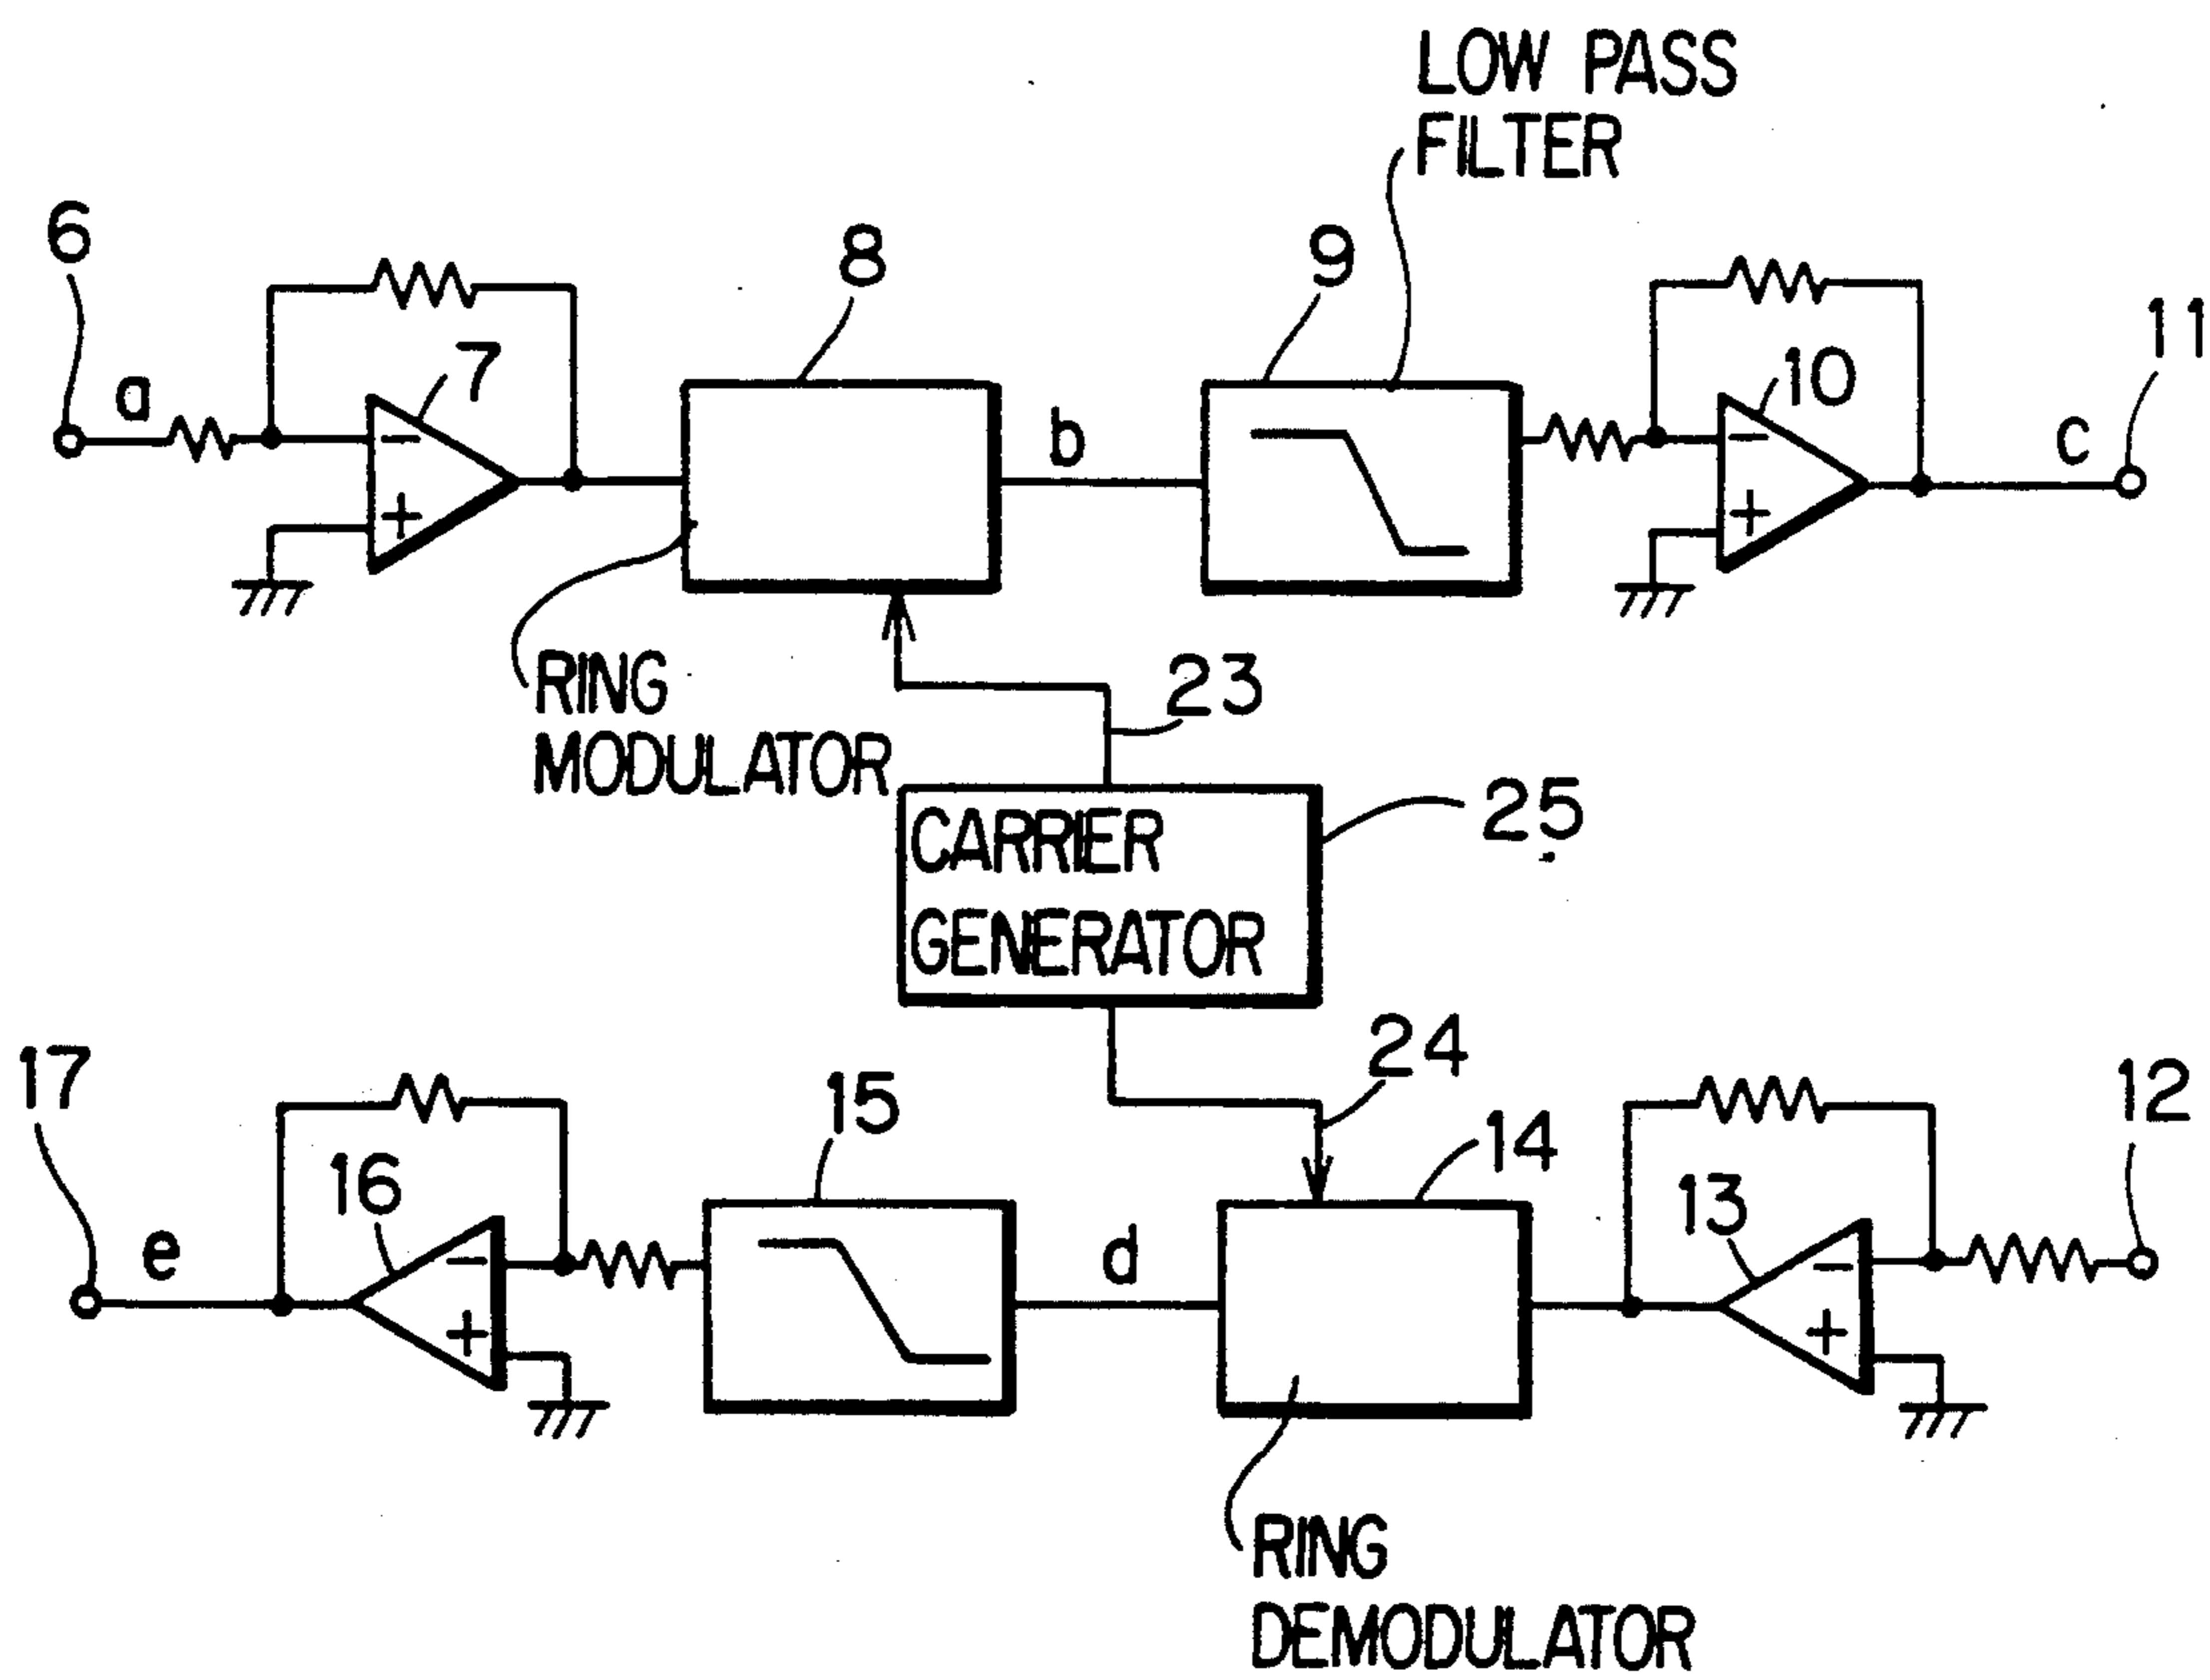 LOW PASS
FILTER
6
8
9
11
a
7
b
10
c
−
+
−
+
RING
MODULATOR
23
CARRIER
GENERATOR
25
24
17
15
14
12
16
13
e
d
−
+
−
+
RING
DEMODULATOR